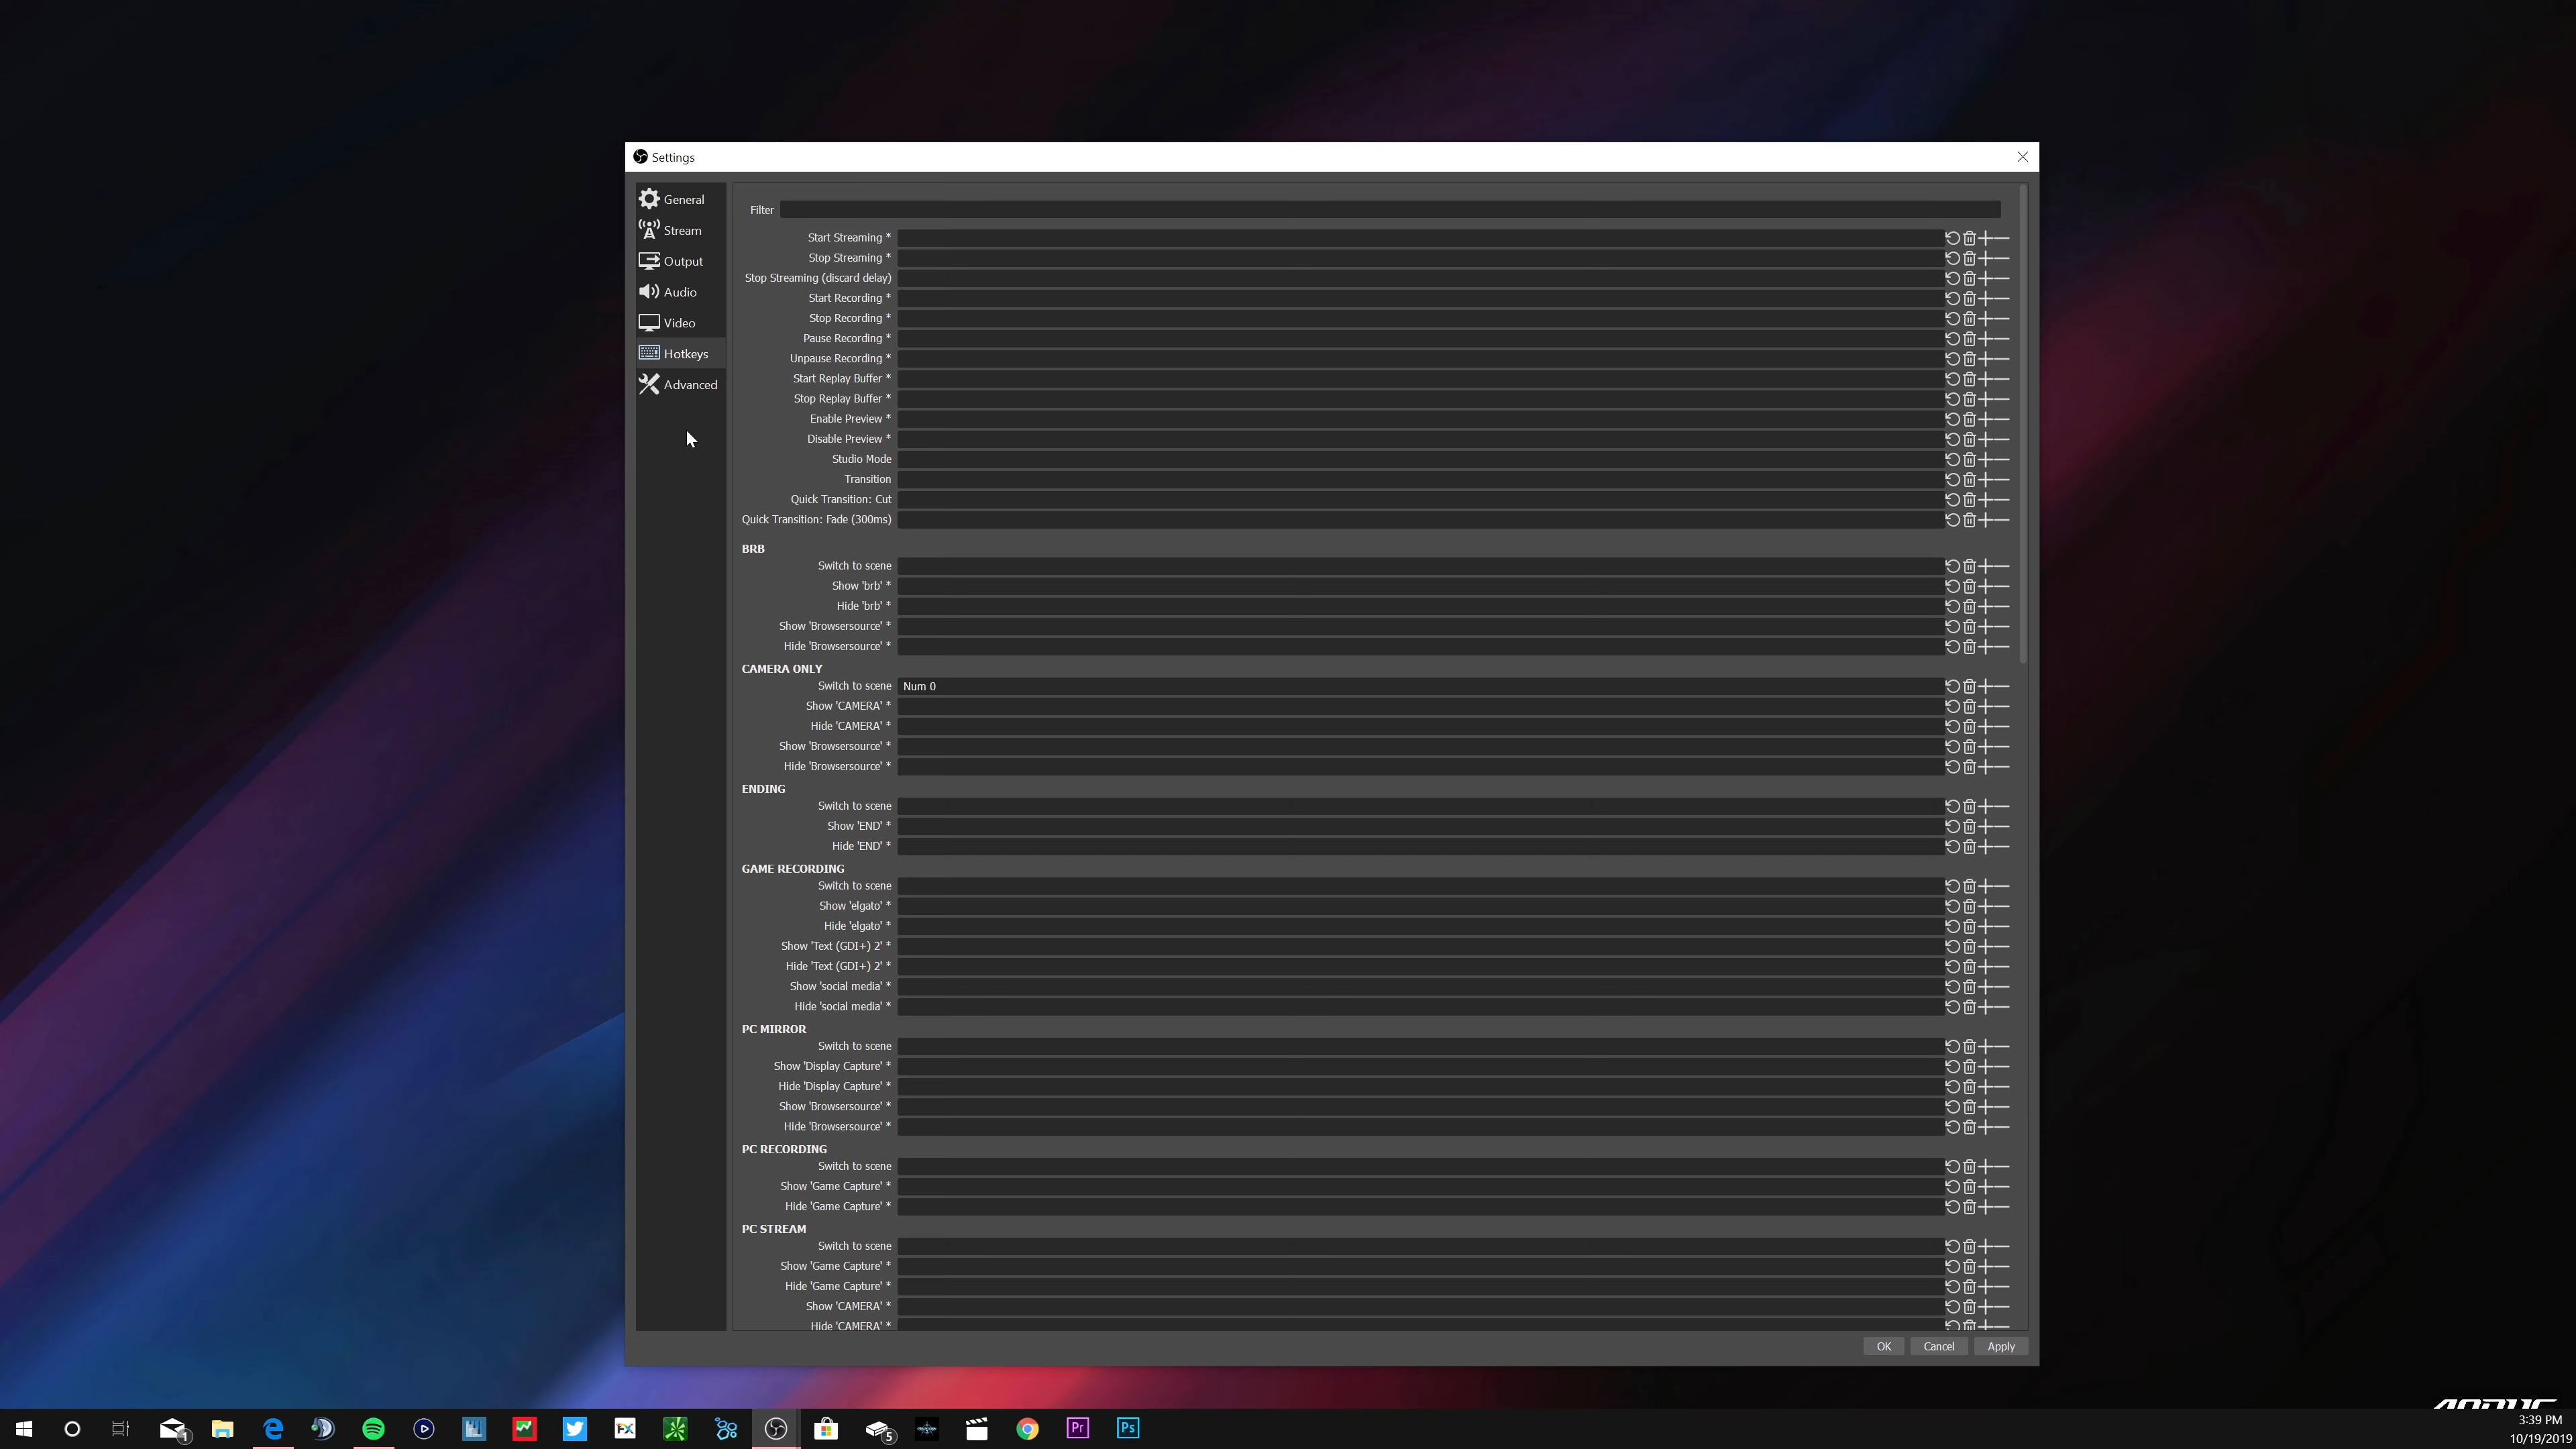 Settings
General
Stream
Output
Audio
Video
Hotkeys
Advanced
Filter
Start Streaming *
Stop Streaming *
Stop Streaming (discard delay)
Start Recording *
Stop Recording *
Pause Recording *
Unpause Recording *
Start Replay Buffer *
Stop Replay Buffer *
Enable Preview *
Disable Preview *
Studio Mode
Transition
Quick Transition: Cut
Quick Transition: Fade (300ms)
BRB
Switch to scene
Show 'brb' *
Hide 'brb' *
Show 'Browsersource' *
Hide 'Browsersource' *
CAMERA ONLY
Switch to scene Num 0
Show 'CAMERA' *
Hide 'CAMERA' *
Show 'Browsersource' *
Hide 'Browsersource' *
ENDING
Switch to scene
Show 'END' *
Hide 'END' *
GAME RECORDING
Switch to scene
Show 'elgato' *
Hide 'elgato' *
Show 'Text (GDI+) 2' *
Hide 'Text (GDI+) 2' *
Show 'social media' *
Hide 'social media' *
PC MIRROR
Switch to scene
Show 'Display Capture' *
Hide 'Display Capture' *
Show 'Browsersource' *
Hide 'Browsersource' *
PC RECORDING
Switch to scene
Show 'Game Capture' *
Hide 'Game Capture' *
PC STREAM
Switch to scene
Show 'Game Capture' *
Hide 'Game Capture' *
Show 'CAMERA' *
Hide 'CAMERA' *
OK Cancel Apply
1
FX
5
Pr
Ps
3:39 PM
10/19/2019